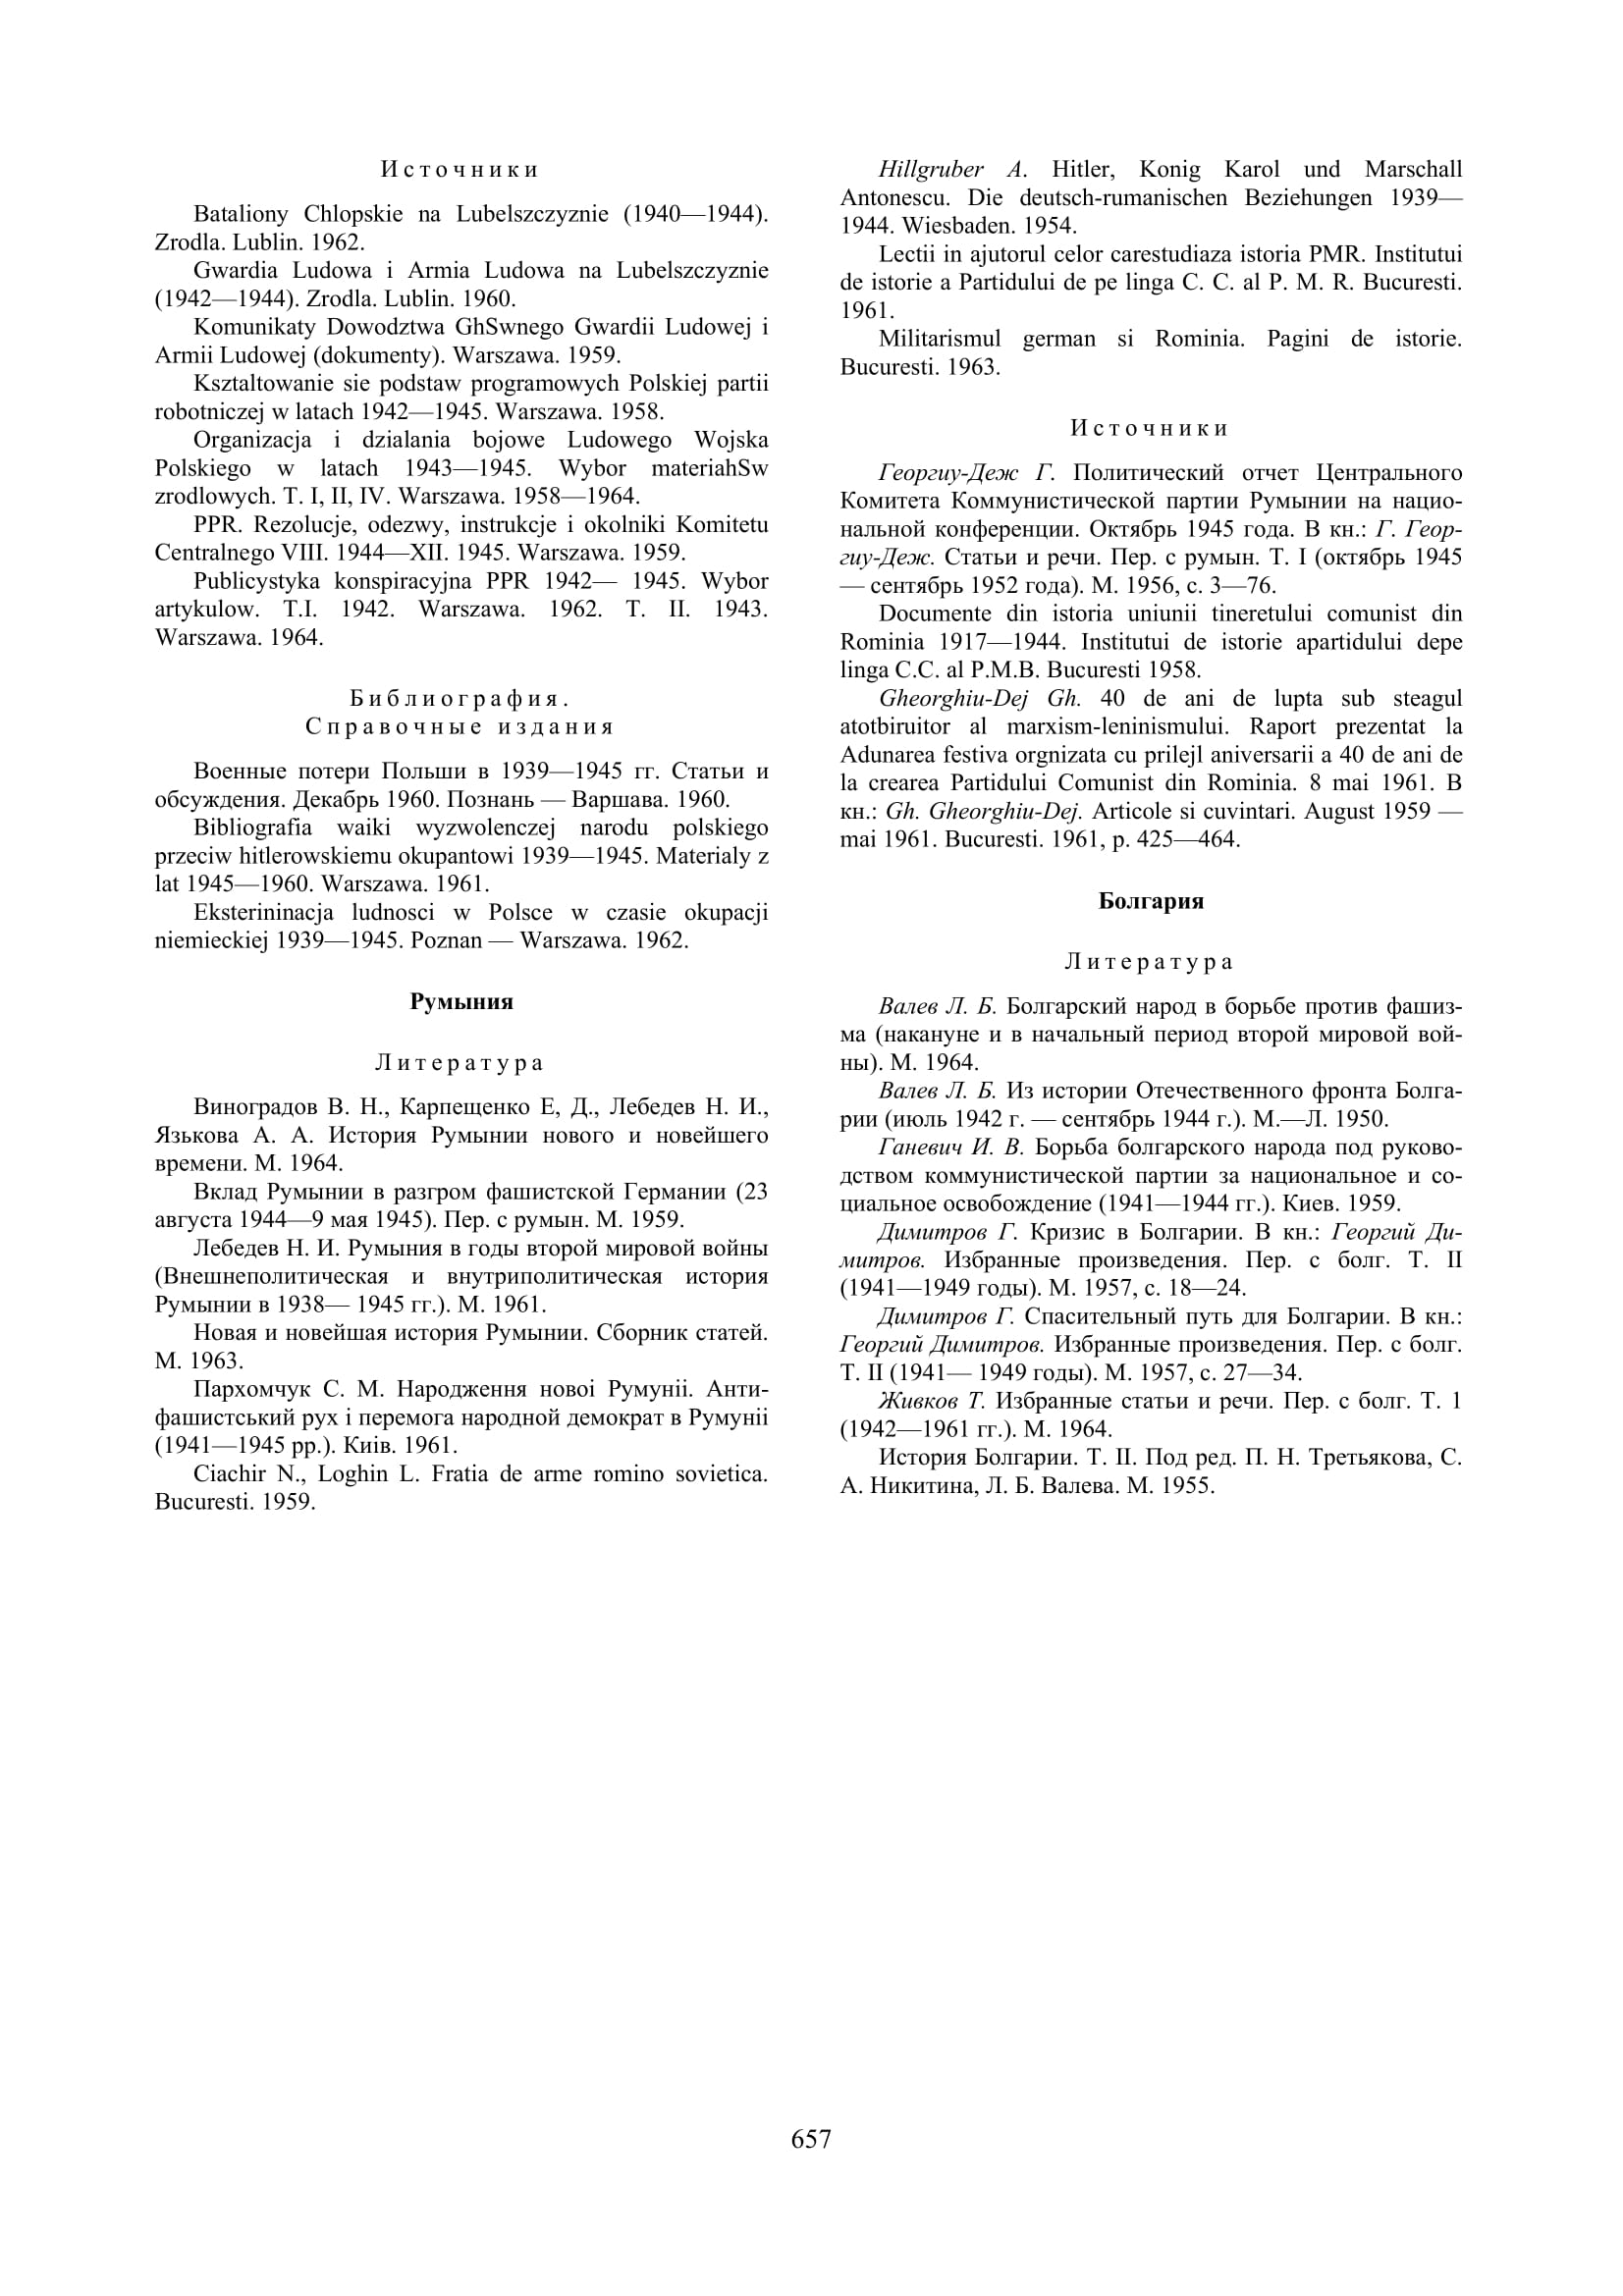 Источники
Bataliony Chlopskie na Lubelszczyznie (1940—1944).
Zrodla. Lublin. 1962.
Gwardia Ludowa i Armia Ludowa na Lubelszczyznie
(1942—1944). Zrodla. Lublin. 1960.
Komunikaty Dowodztwa GhSwnego Gwardii Ludowej i
Armii Ludowej (dokumenty). Warszawa. 1959.
Ksztaltowanie sie podstaw programowych Polskiej partii
robotniczej w latach 1942—1945. Warszawa. 1958.
Organizacja i dzialania bojowe Ludowego Wojska
Polskiego w latach 1943—1945. Wybor materiahSw
zrodlowych. T. I, II, IV. Warszawa. 1958—1964.
PPR. Rezolucje, odezwy, instrukcje i okolniki Komitetu
Centralnego VIII. 1944—XII. 1945. Warszawa. 1959.
Publicystyka konspiracyjna PPR 1942— 1945. Wybor
artykulow. T.I. 1942. Warszawa. 1962. T. II. 1943.
Warszawa. 1964.
Библиография.
Справочные издания
Военные потери Польши в 1939—1945 гг. Статьи и
обсуждения. Декабрь 1960. Познань — Варшава. 1960.
Bibliografia waiki wyzwolenczej narodu polskiego
przeciw hitlerowskiemu okupantowi 1939—1945. Materialy z
lat 1945—1960. Warszawa. 1961.
Eksterininacja ludnosci w Polsce w czasie okupacji
niemieckiej 1939—1945. Poznan — Warszawa. 1962.
Румыния
Литература
Виноградов В. Н., Карпещенко Е, Д., Лебедев Н. И.,
Язькова А. А. История Румынии нового и новейшего
времени. М. 1964.
Вклад Румынии в разгром фашистской Германии (23
августа 1944—9 мая 1945). Пер. с румын. М. 1959.
Лебедев Н. И. Румыния в годы второй мировой войны
(Внешнеполитическая и внутриполитическая история
Румынии в 1938— 1945 гг.). М. 1961.
Новая и новейшая история Румынии. Сборник статей.
М. 1963.
Пархомчук С. М. Народження новоі Румуніі. Анти-
фашистський рух і перемога народной демократ в Румуніі
(1941—1945 рр.). Киів. 1961.
Ciachir N., Loghin L. Fratia de arme romino sovietica.
Bucuresti. 1959.
Hillgruber A. Hitler, Konig Karol und Marschall
Antonescu. Die deutsch-rumanischen Beziehungen 1939—
1944. Wiesbaden. 1954.
Lectii in ajutorul celor carestudiaza istoria PMR. Institutui
de istorie a Partidului de pe linga C. C. al P. M. R. Bucuresti.
1961.
Militarismul german si Rominia. Pagini de istorie.
Bucuresti. 1963.
Источники
Георгиу-Деж Г. Политический отчет Центрального
Комитета Коммунистической партии Румынии на нацио-
нальной конференции. Октябрь 1945 года. В кн.: Г. Геор-
гиу-Деж. Статьи и речи. Пер. с румын. Т. I (октябрь 1945
— сентябрь 1952 года). М. 1956, с. 3—76.
Documente din istoria uniunii tineretului comunist din
Rominia 1917—1944. Institutui de istorie apartidului depe
linga C.C. al P.M.B. Bucuresti 1958.
Gheorghiu-Dej Gh. 40 de ani de lupta sub steagul
atotbiruitor al marxism-leninismului. Raport prezentat la
Adunarea festiva orgnizata cu prilejl aniversarii a 40 de ani de
la crearea Partidului Comunist din Rominia. 8 mai 1961. В
кн.: Gh. Gheorghiu-Dej. Articole si cuvintari. August 1959 —
mai 1961. Bucuresti. 1961, p. 425—464.
Болгария
Литература
Валев Л. Б. Болгарский народ в борьбе против фашиз-
ма (накануне и в начальный период второй мировой вой-
ны). М. 1964.
Валев Л. Б. Из истории Отечественного фронта Болга-
рии (июль 1942 г. — сентябрь 1944 г.). М.—Л. 1950.
Ганевич И. В. Борьба болгарского народа под руково-
дством коммунистической партии за национальное и со-
циальное освобождение (1941—1944 гг.). Киев. 1959.
Димитров Г. Кризис в Болгарии. В кн.: Георгий Ди-
митров. Избранные произведения. Пер. с болг. Т. II
(1941—1949 годы). М. 1957, с. 18—24.
Димитров Г. Спасительный путь для Болгарии. В кн.:
Георгий Димитров. Избранные произведения. Пер. с болг.
Т. II (1941— 1949 годы). М. 1957, с. 27—34.
Живков Т. Избранные статьи и речи. Пер. с болг. Т. 1
(1942—1961 гг.). М. 1964.
История Болгарии. Т. II. Под ред. П. Н. Третьякова, С.
А. Никитина, Л. Б. Валева. М. 1955.
657